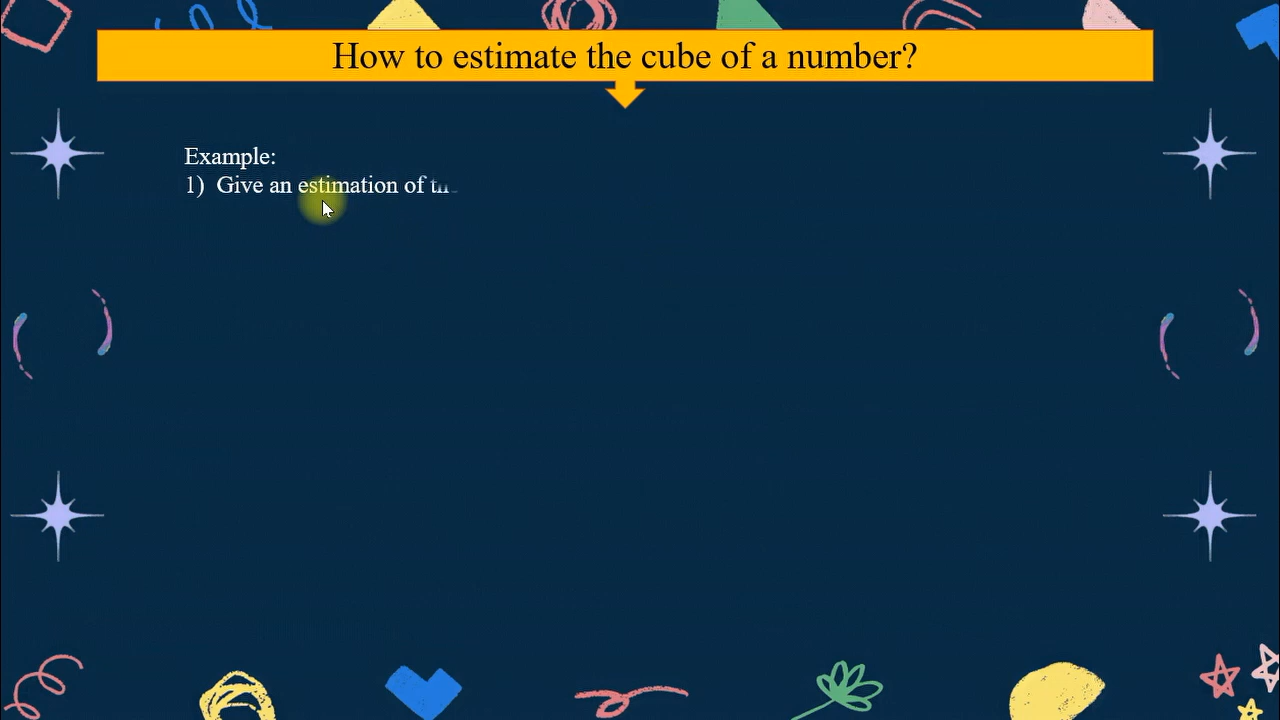 How to estimate the cube of a number?
Example:
1) Give an estimation of